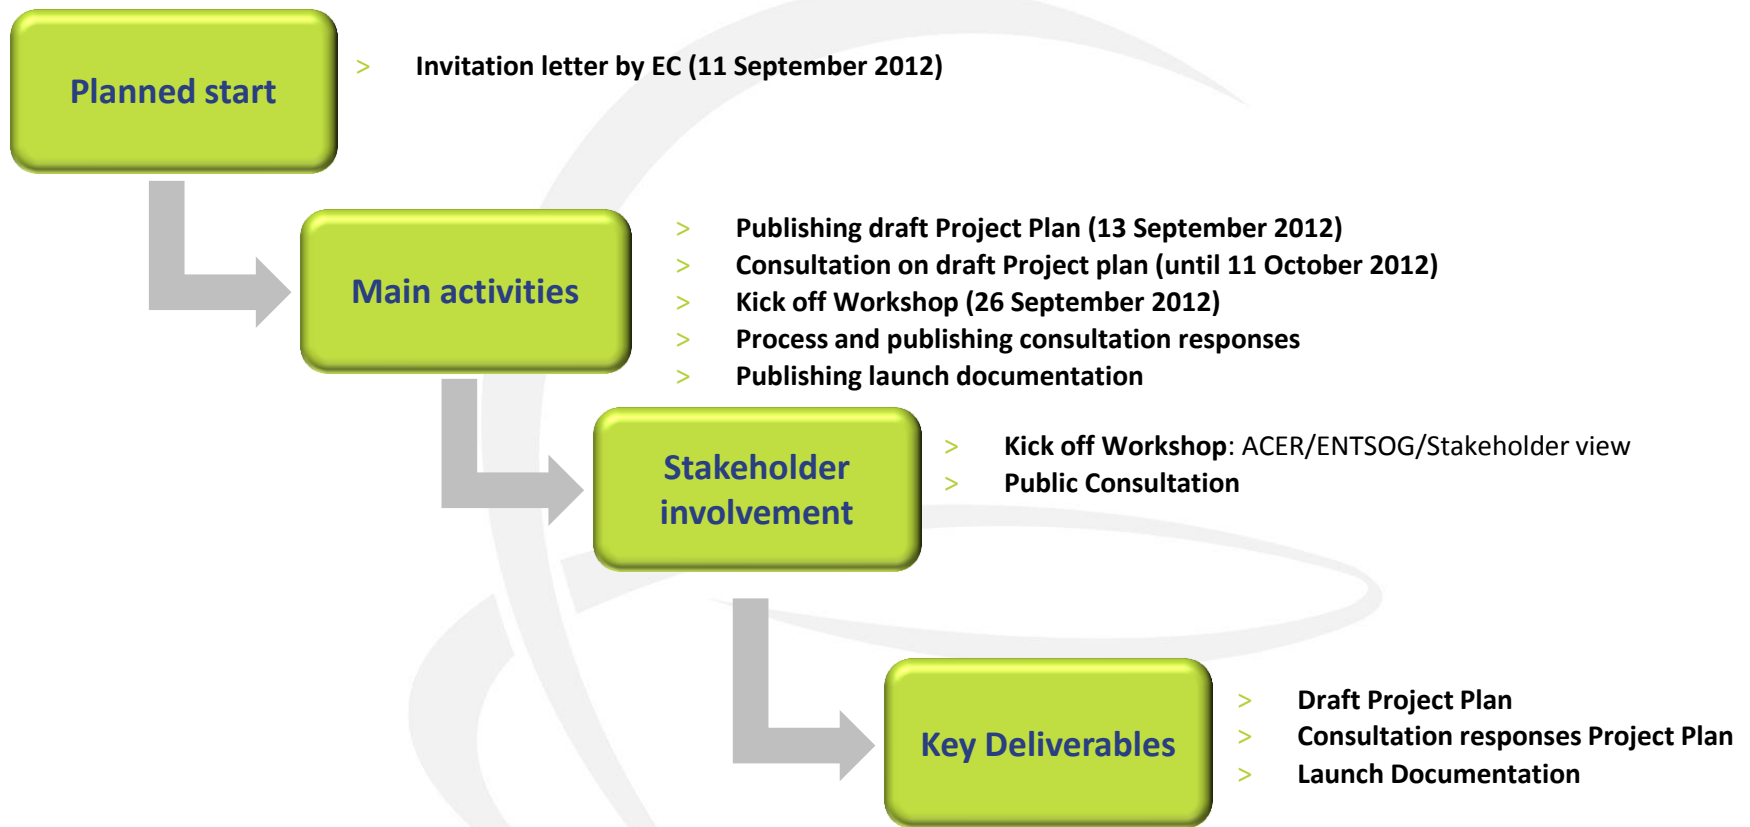 Planned start
> Invitation letter by EC (11 September 2012)
Main activities
> Publishing draft Project Plan (13 September 2012)
> Consultation on draft Project plan (until 11 October 2012)
> Kick off Workshop (26 September 2012)
> Process and publishing consultation responses
> Publishing launch documentation
Stakeholder
involvement
> Kick off Workshop: ACER/ENTSOG/Stakeholder view
> Public Consultation
Key Deliverables
> Draft Project Plan
> Consultation responses Project Plan
> Launch Documentation